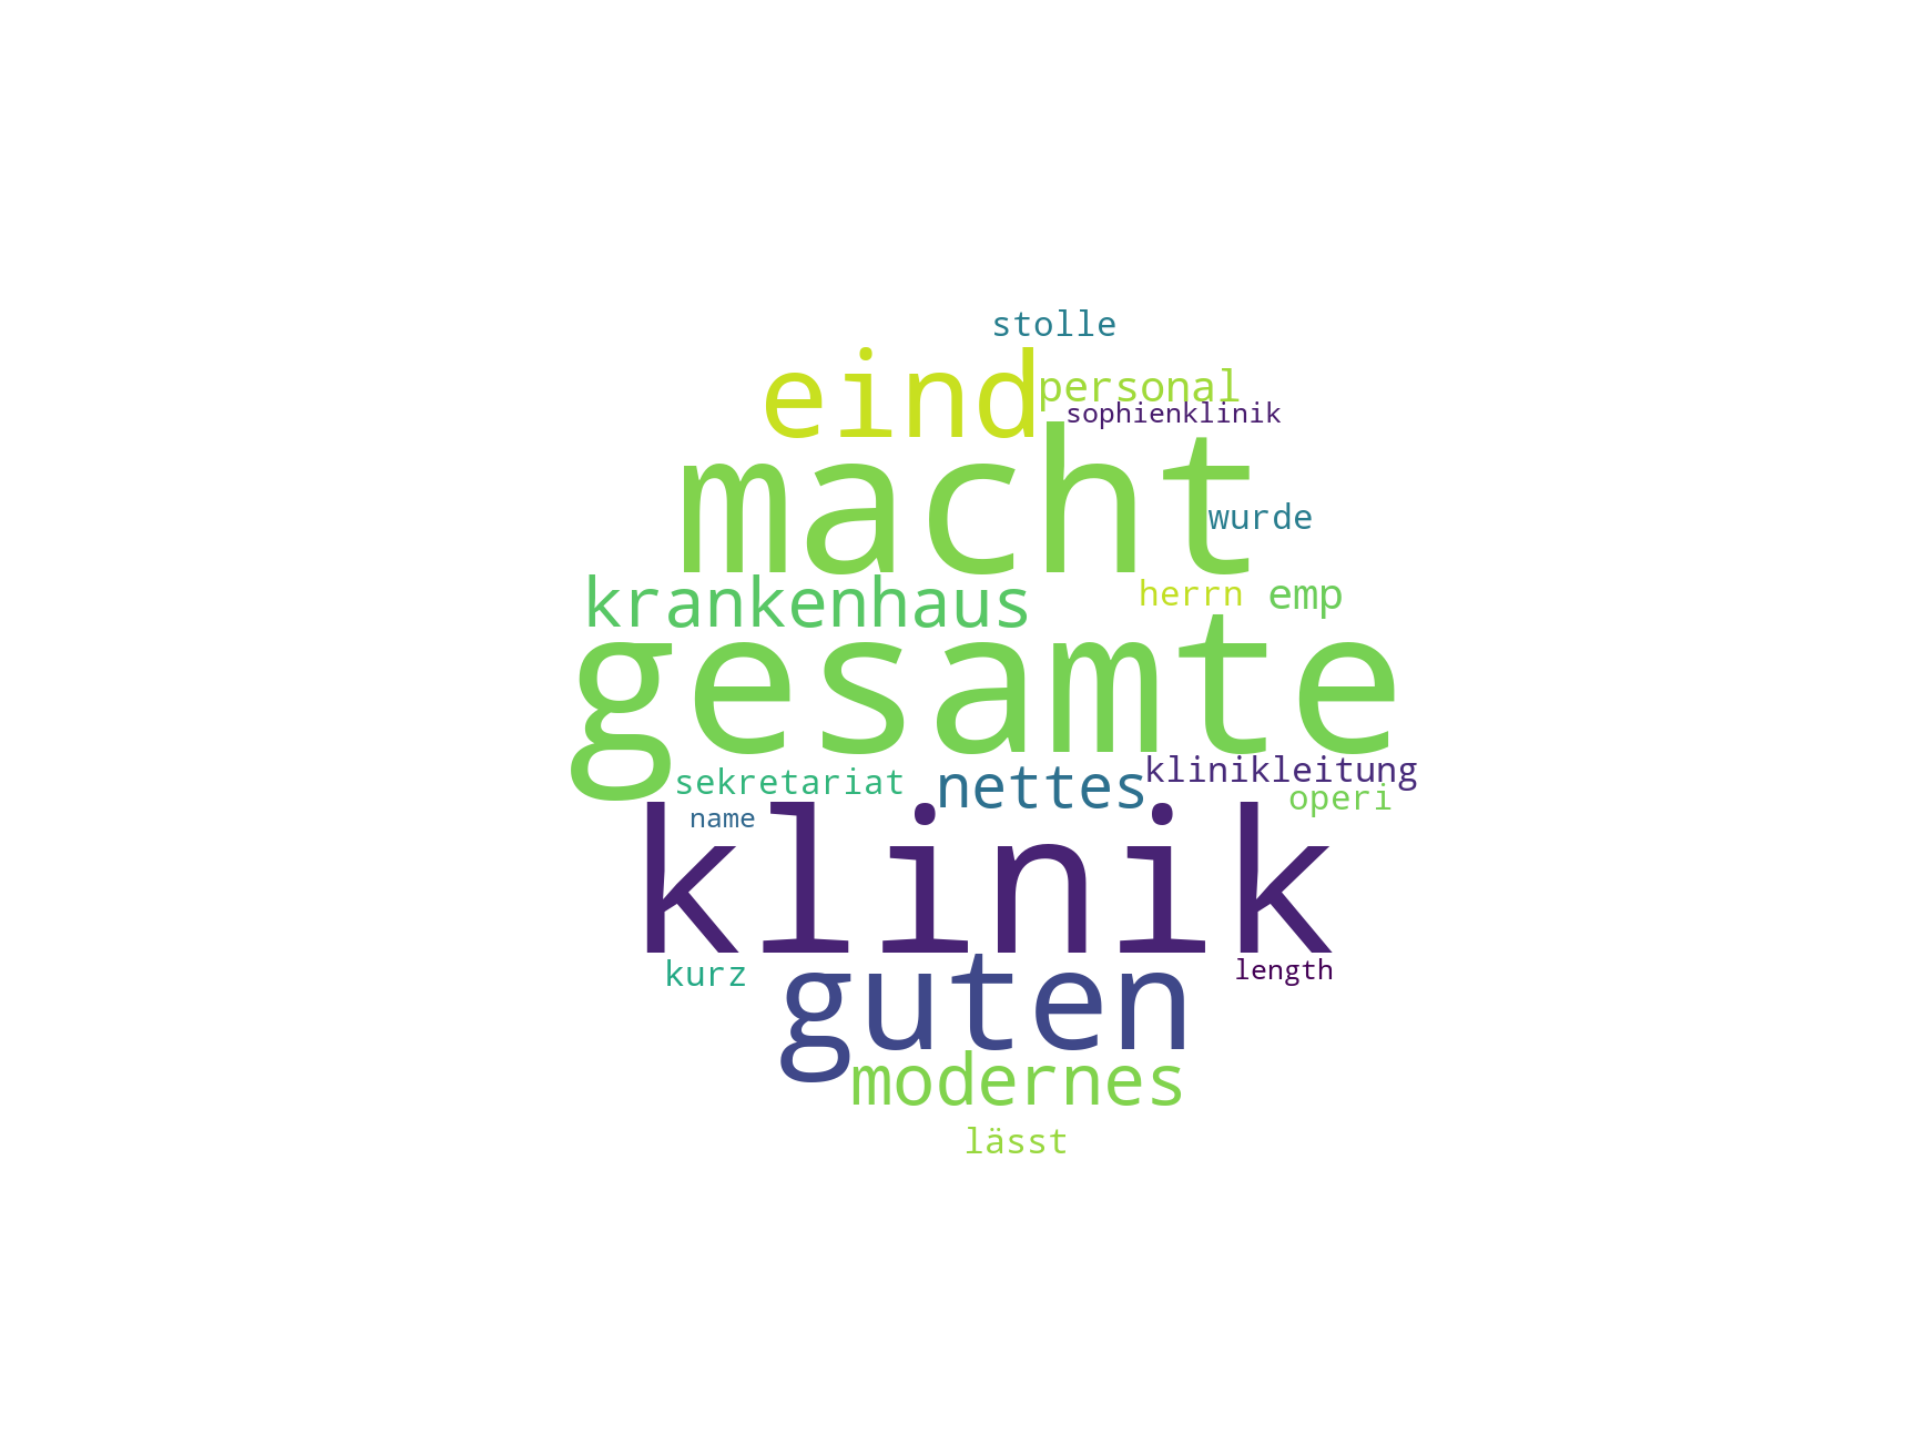 stolle
eind personal
sophienklinik
macht
wurde
krankenhaus herrn emp
gesamte
sekretariat nettes klinikleitung
name operi
klinik
kurz length
guten
modernes
lässt